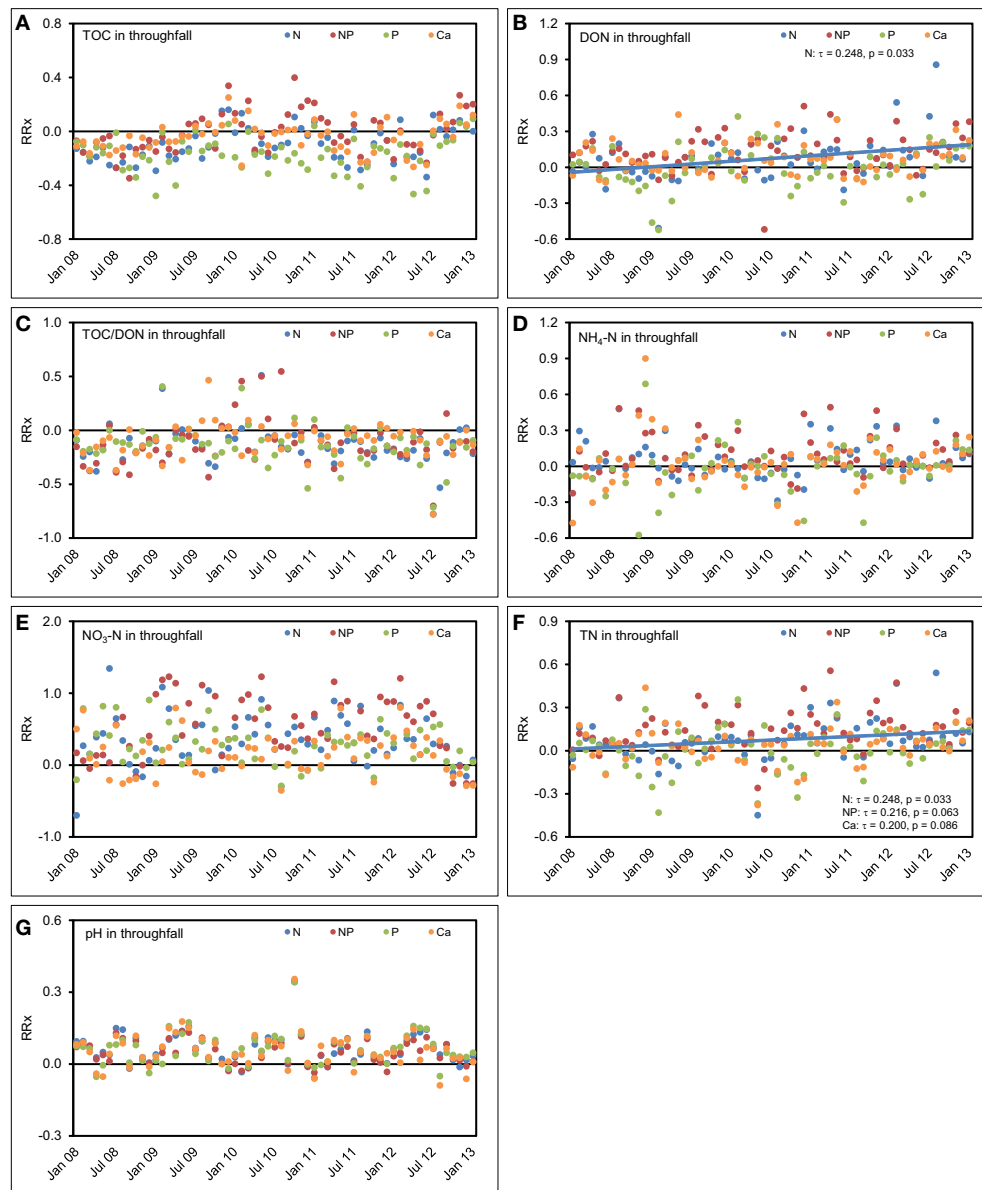 A
TOC in throughfall
N NP P Ca
RRx
0.8
0.4
0.0
-0.4
-0.8
Jan 08 Jul 08 Jan 09 Jul 09 Jan 10 Jul 10 Jan 11 Jul 11 Jan 12 Jul 12 Jan 13
B
DON in throughfall
N NP P Ca
N: τ = 0.248, p = 0.033
RRx
1.2
0.9
0.6
0.3
0.0
-0.3
-0.6
Jan 08 Jul 08 Jan 09 Jul 09 Jan 10 Jul 10 Jan 11 Jul 11 Jan 12 Jul 12 Jan 13
C
TOC/DON in throughfall
N NP P Ca
RRx
1.0
0.5
0.0
-0.5
-1.0
Jan 08 Jul 08 Jan 09 Jul 09 Jan 10 Jul 10 Jan 11 Jul 11 Jan 12 Jul 12 Jan 13
D
NH₄-N in throughfall
N NP P Ca
RRx
1.2
0.9
0.6
0.3
0.0
-0.3
-0.6
Jan 08 Jul 08 Jan 09 Jul 09 Jan 10 Jul 10 Jan 11 Jul 11 Jan 12 Jul 12 Jan 13
E
NO₃-N in throughfall
N NP P Ca
RRx
2.0
1.0
0.0
-1.0
Jan 08 Jul 08 Jan 09 Jul 09 Jan 10 Jul 10 Jan 11 Jul 11 Jan 12 Jul 12 Jan 13
F
TN in throughfall
N NP P Ca
RRx
0.9
0.6
0.3
0.0
-0.3
-0.6
N: τ = 0.248, p = 0.033
NP: τ = 0.216, p = 0.063
Ca: τ = 0.200, p = 0.086
Jan 08 Jul 08 Jan 09 Jul 09 Jan 10 Jul 10 Jan 11 Jul 11 Jan 12 Jul 12 Jan 13
G
pH in throughfall
N NP P Ca
RRx
0.6
0.3
0.0
-0.3
Jan 08 Jul 08 Jan 09 Jul 09 Jan 10 Jul 10 Jan 11 Jul 11 Jan 12 Jul 12 Jan 13